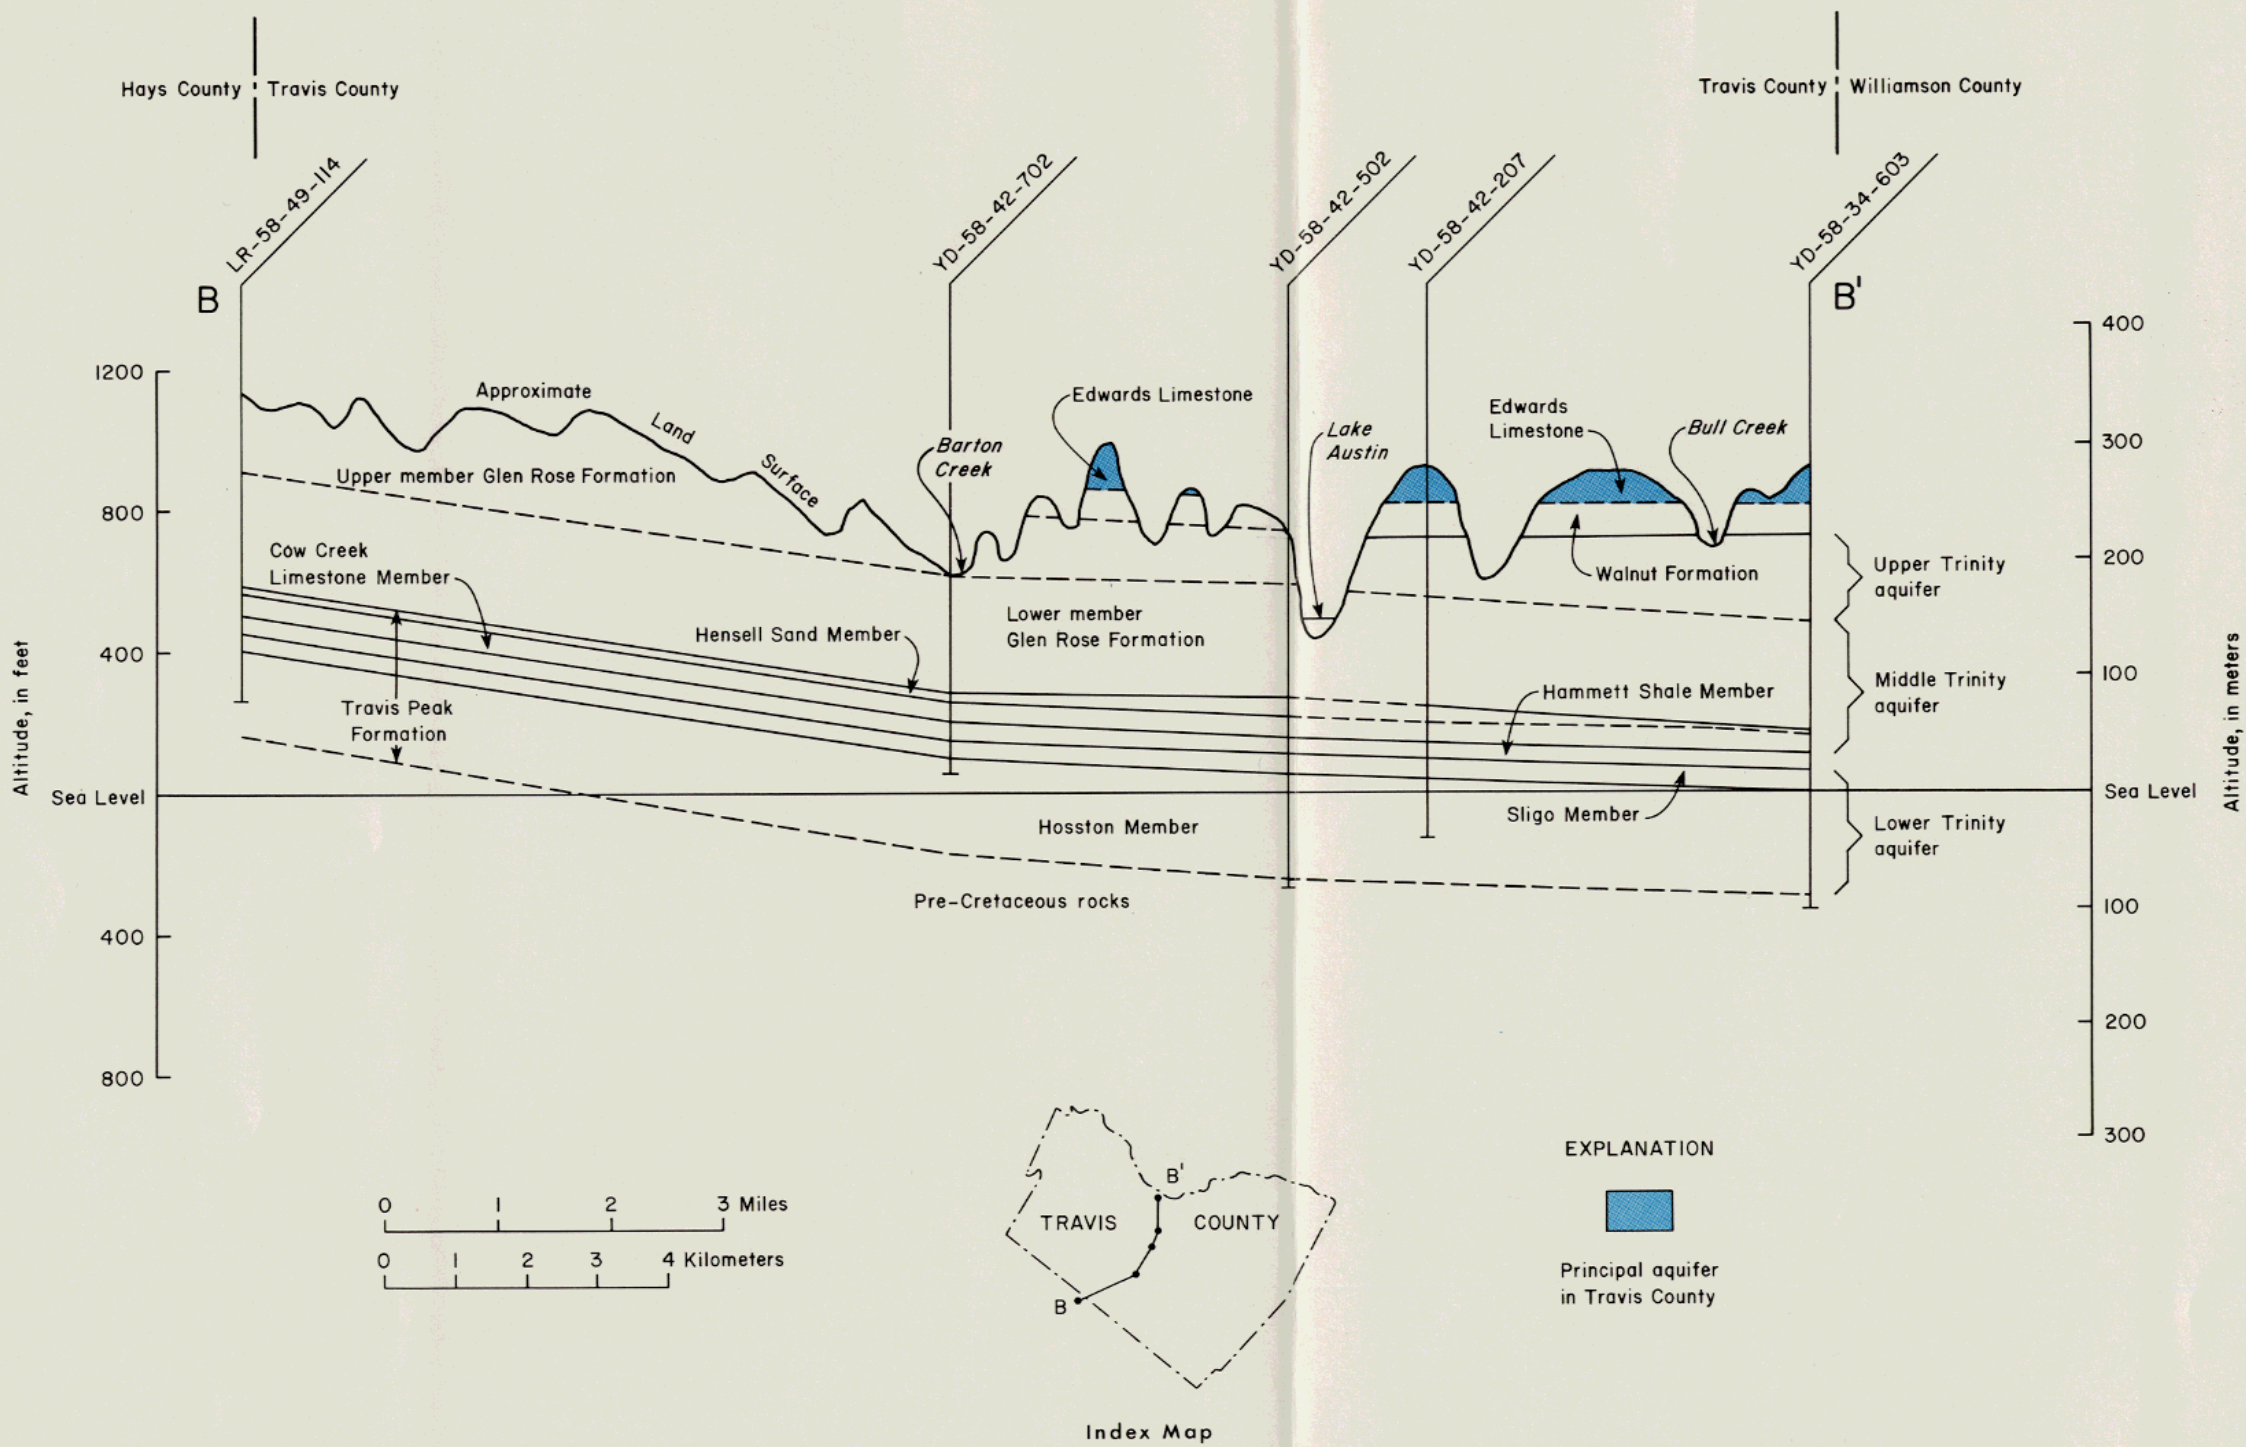 Hays County
Travis County
Travis County
Williamson County
LR-58-49-114
YD-58-42-702
YD-58-42-502
YD-58-42-207
YD-58-34-603
B
B'
1200
800
400
Sea Level
400
800
Altitude, in feet
400
300
200
100
Sea Level
100
200
300
Altitude, in meters
Approximate
Land
Surface
Upper member Glen Rose Formation
Cow Creek
Limestone Member
Travis Peak
Formation
Hensell Sand Member
Barton
Creek
Edwards Limestone
Lower member
Glen Rose Formation
Lake
Austin
Edwards
Limestone
Bull Creek
Walnut Formation
Hammett Shale Member
Sligo Member
Hosston Member
Pre-Cretaceous rocks
Upper Trinity
aquifer
Middle Trinity
aquifer
Lower Trinity
aquifer
0 1 2 3 Miles
0 1 2 3 4 Kilometers
B'
TRAVIS COUNTY
B
Index Map
EXPLANATION
Principal aquifer
in Travis County